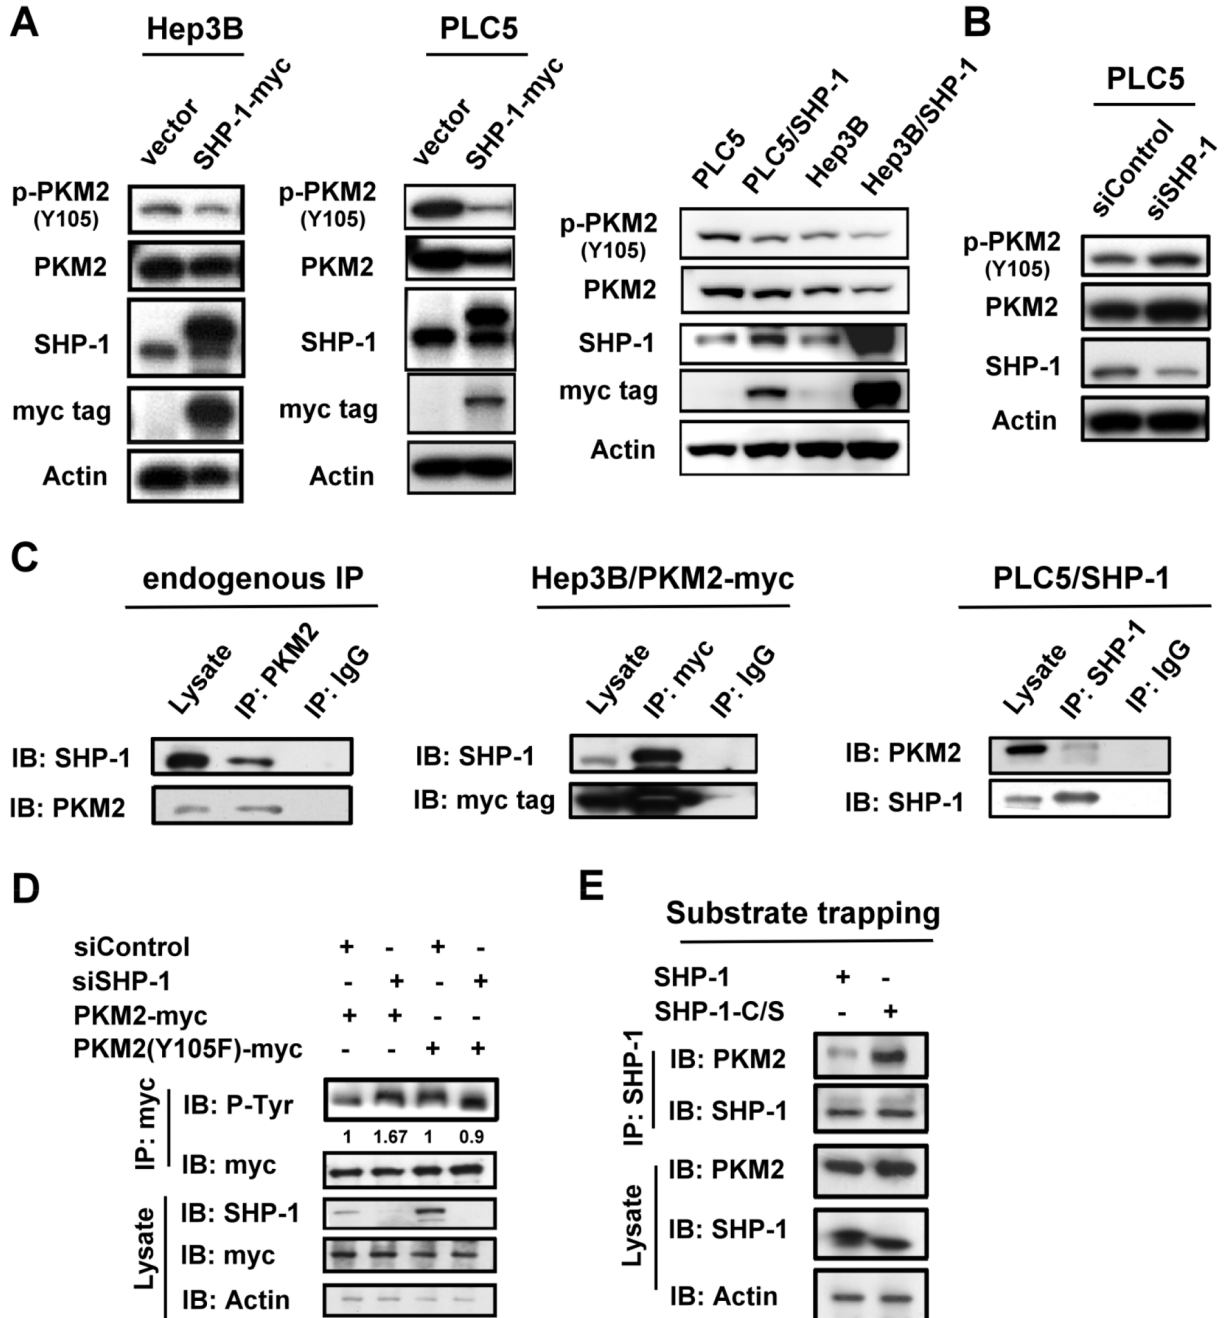 A
Hep3B
vector
SHP-1-myc
p-PKM2
(Y105)
PKM2
SHP-1
myc tag
Actin
PLC5
vector
SHP-1-myc
p-PKM2
(Y105)
PKM2
SHP-1
myc tag
Actin
PLC5
PLC5/SHP-1
Hep3B
Hep3B/SHP-1
p-PKM2
(Y105)
PKM2
SHP-1
myc tag
Actin
B
PLC5
siControl
siSHP-1
p-PKM2
(Y105)
PKM2
SHP-1
Actin
C
endogenous IP
Lysate
IP: PKM2
IP: IgG
IB: SHP-1
IB: PKM2
Hep3B/PKM2-myc
Lysate
IP: myc
IP: IgG
IB: SHP-1
IB: myc tag
PLC5/SHP-1
Lysate
IP: SHP-1
IP: IgG
IB: PKM2
IB: SHP-1
D
siControl + - + -
siSHP-1 - + - +
PKM2-myc + + - -
PKM2(Y105F)-myc - - + +
IP: myc
IB: P-Tyr
1 1.67 1 0.9
IB: myc
Lysate
IB: SHP-1
IB: myc
IB: Actin
E
Substrate trapping
SHP-1 + -
SHP-1-C/S - +
IP: SHP-1
IB: PKM2
IB: SHP-1
Lysate
IB: PKM2
IB: SHP-1
IB: Actin